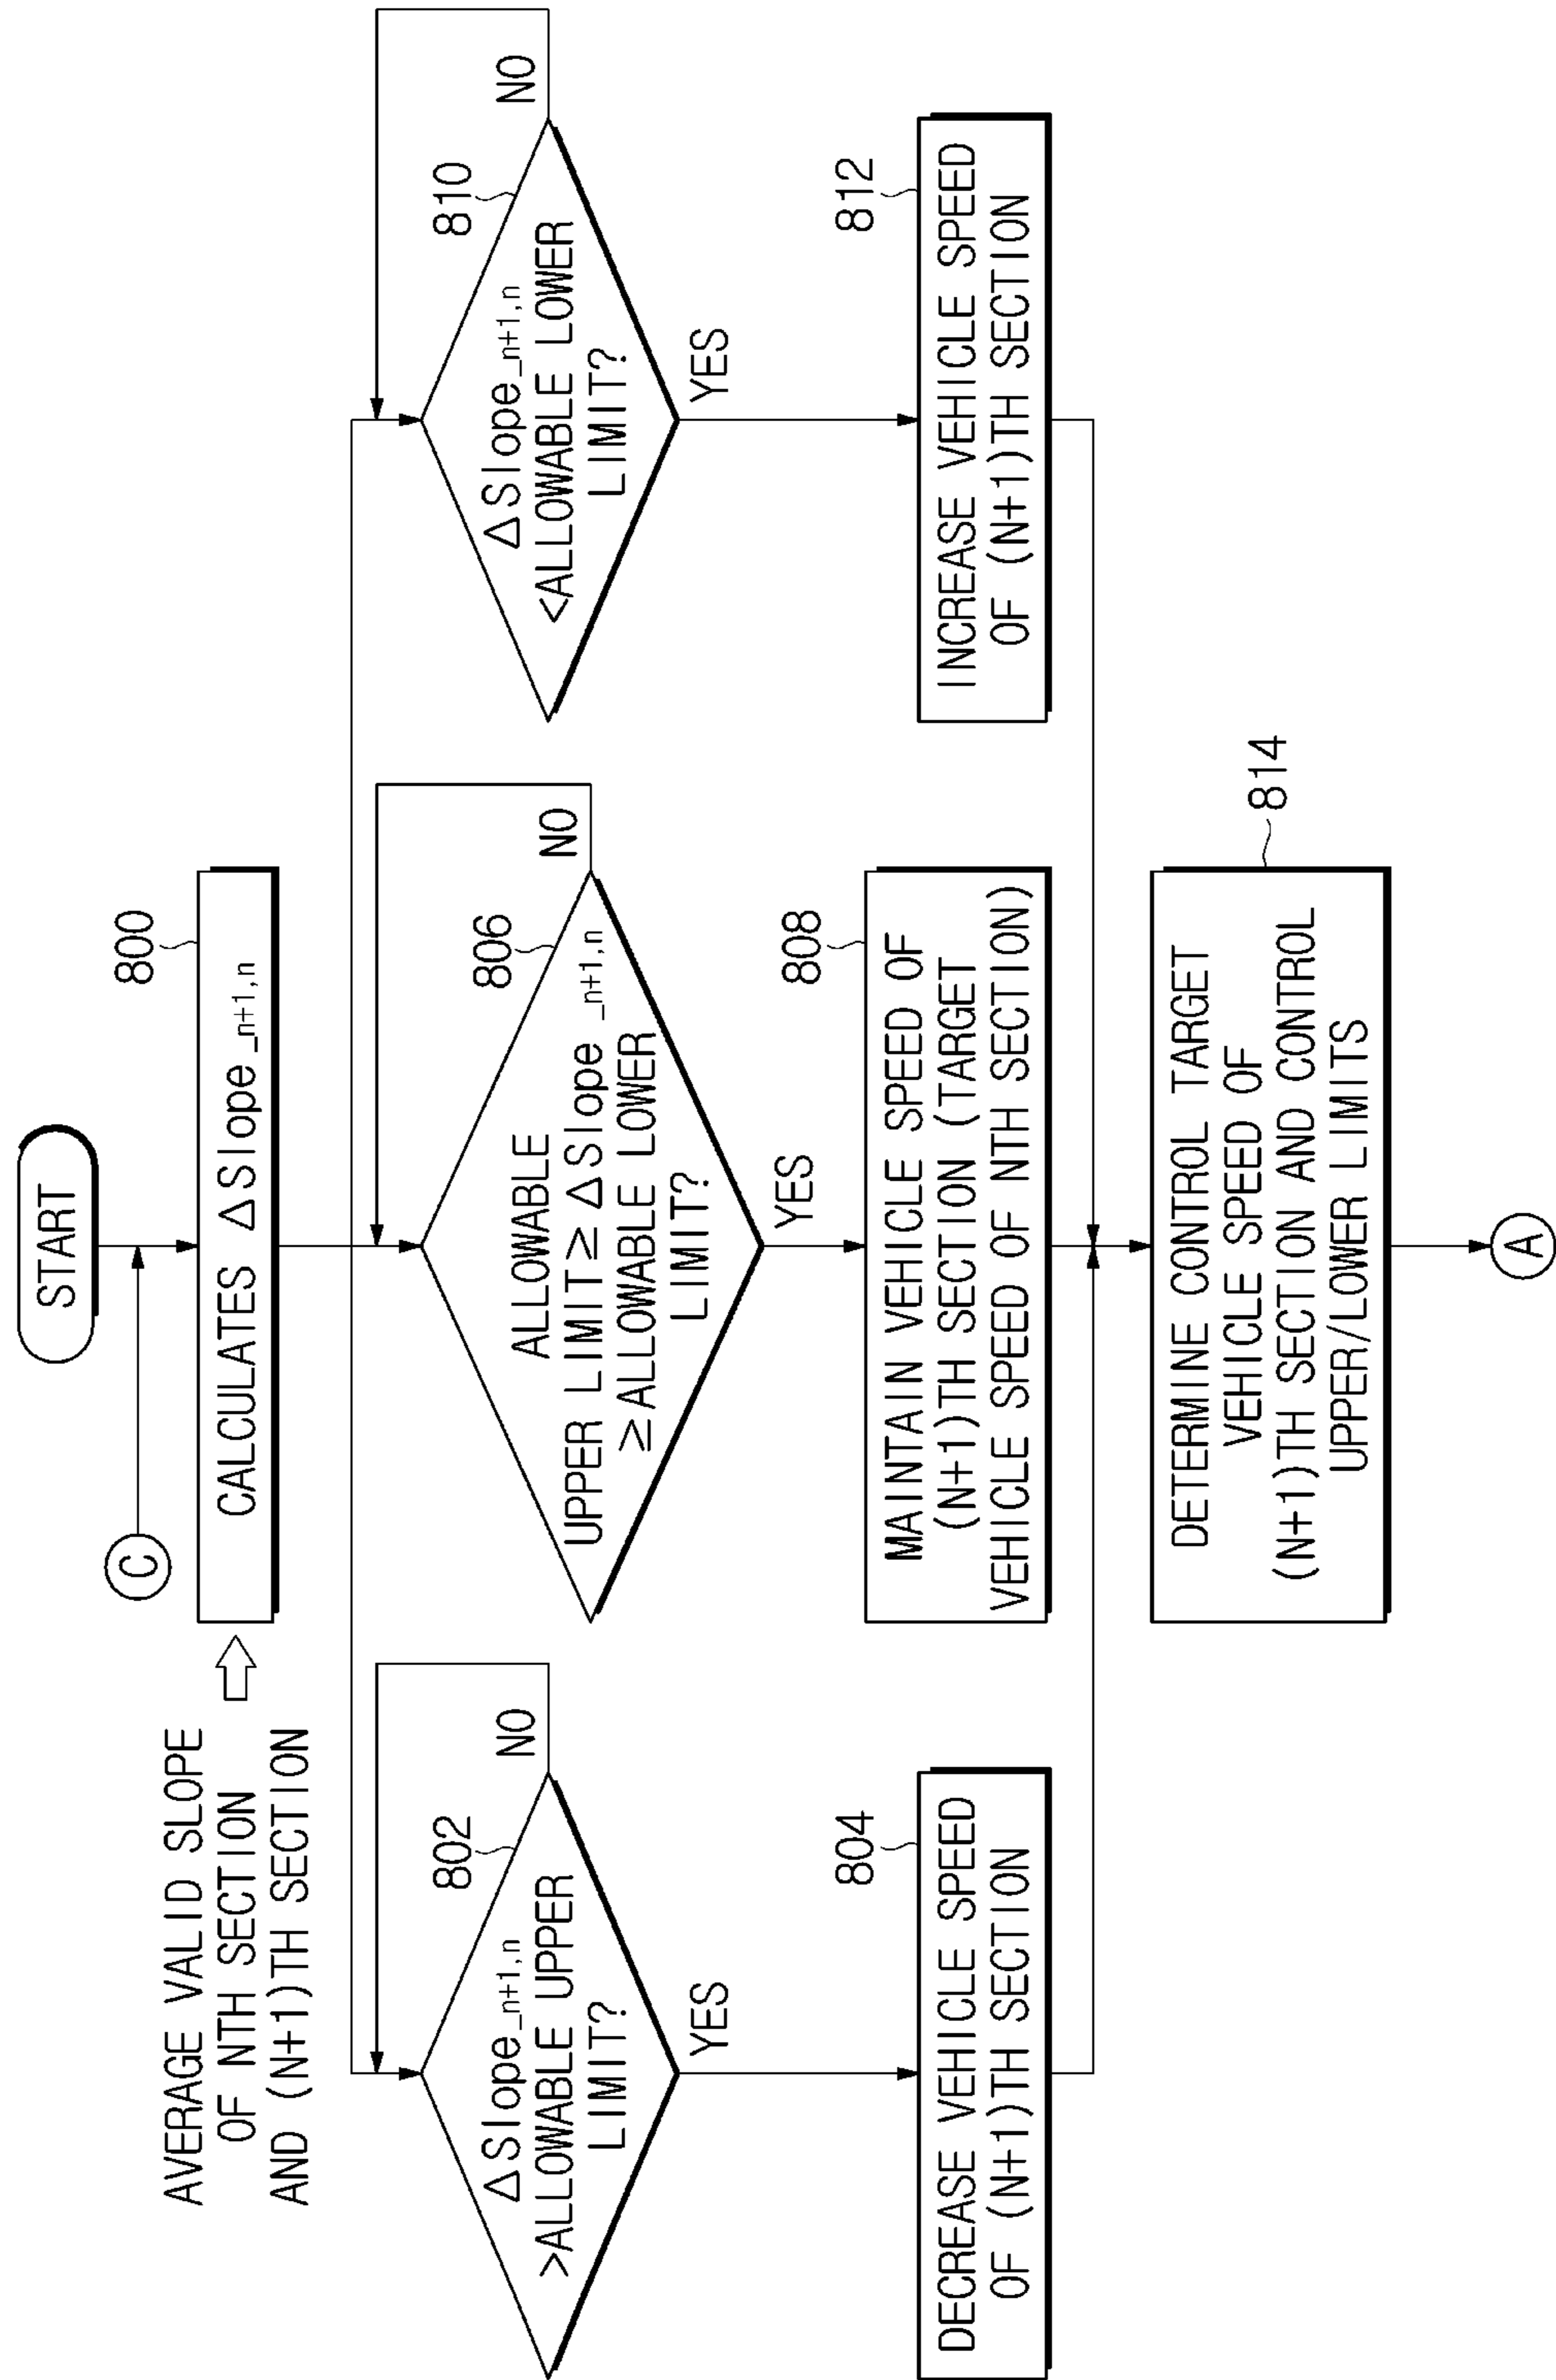 START
C
AVERAGE VALID SLOPE
OF NTH SECTION
AND (N+1)TH SECTION
800
CALCULATES △Slope_n+1,n
802
△Slope_n+1,n
>ALLOWABLE UPPER
LIMIT?
NO
YES
804
DECREASE VEHICLE SPEED
OF (N+1)TH SECTION
806
ALLOWABLE
UPPER LIMIT≥△Slope_n+1,n
≥ALLOWABLE LOWER
LIMIT?
NO
YES
808
MAINTAIN VEHICLE SPEED OF
(N+1)TH SECTION (TARGET
VEHICLE SPEED OF NTH SECTION)
810
△Slope_n+1,n
<ALLOWABLE LOWER
LIMIT?
NO
YES
812
INCREASE VEHICLE SPEED
OF (N+1)TH SECTION
814
DETERMINE CONTROL TARGET
VEHICLE SPEED OF
(N+1)TH SECTION AND CONTROL
UPPER/LOWER LIMITS
A